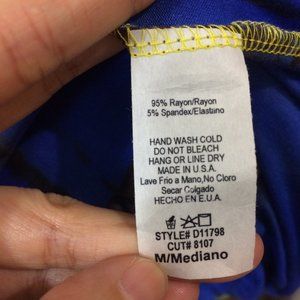 95% Rayon/Rayon
5% Spandex/Elastino
HAND WASH COLD
DO NOT BLEACH
HANG OR LINE DRY
MADE IN U.S.A.
Lave Frio a Mano,No Cloro
Secar Colgado
HECHO EN E.U.A.
STYLE# D11798
CUT# 8107
M/Mediano